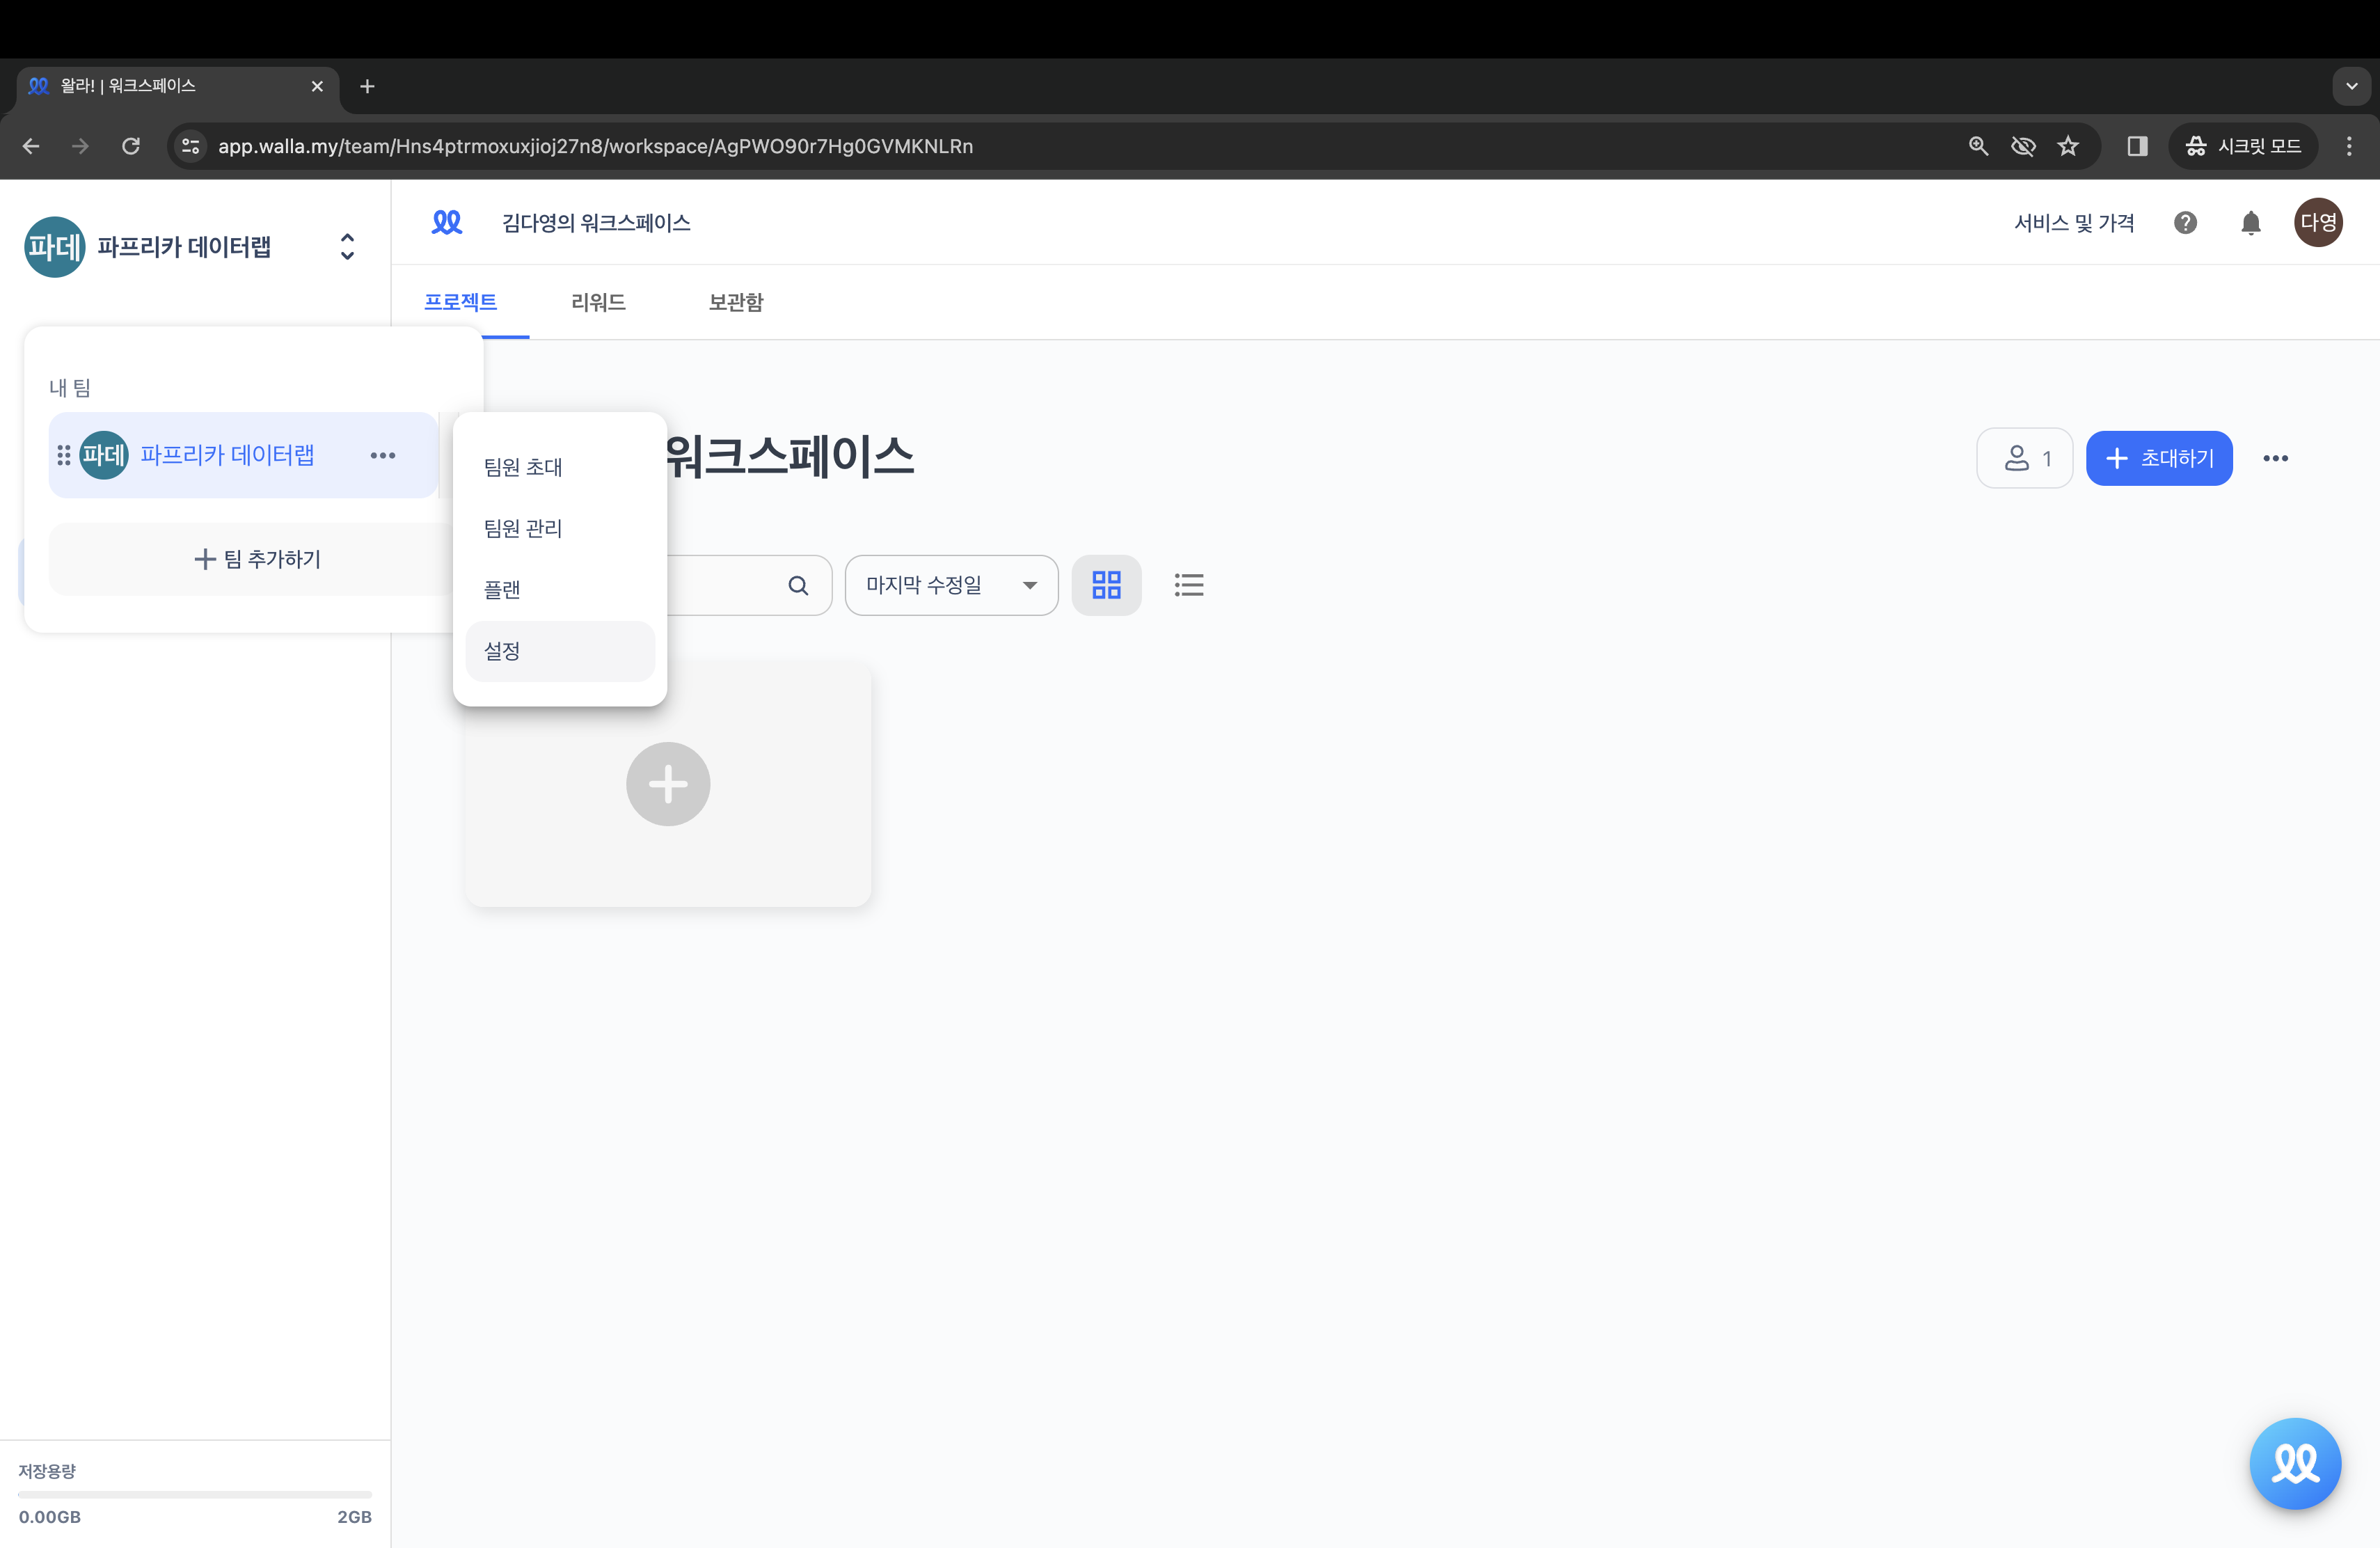 왈라! | 워크스페이스
app.walla.my/team/Hns4ptrmoxuxjioj27n8/workspace/AgPWO90r7Hg0GVMKNLRn
시크릿 모드
파데 파프리카 데이터랩
김다영의 워크스페이스
서비스 및 가격
다영
프로젝트
리워드
보관함
내 팀
파데 파프리카 데이터랩
팀 추가하기
팀원 초대
팀원 관리
플랜
설정
워크스페이스
1
초대하기
마지막 수정일
저장용량
0.00GB
2GB